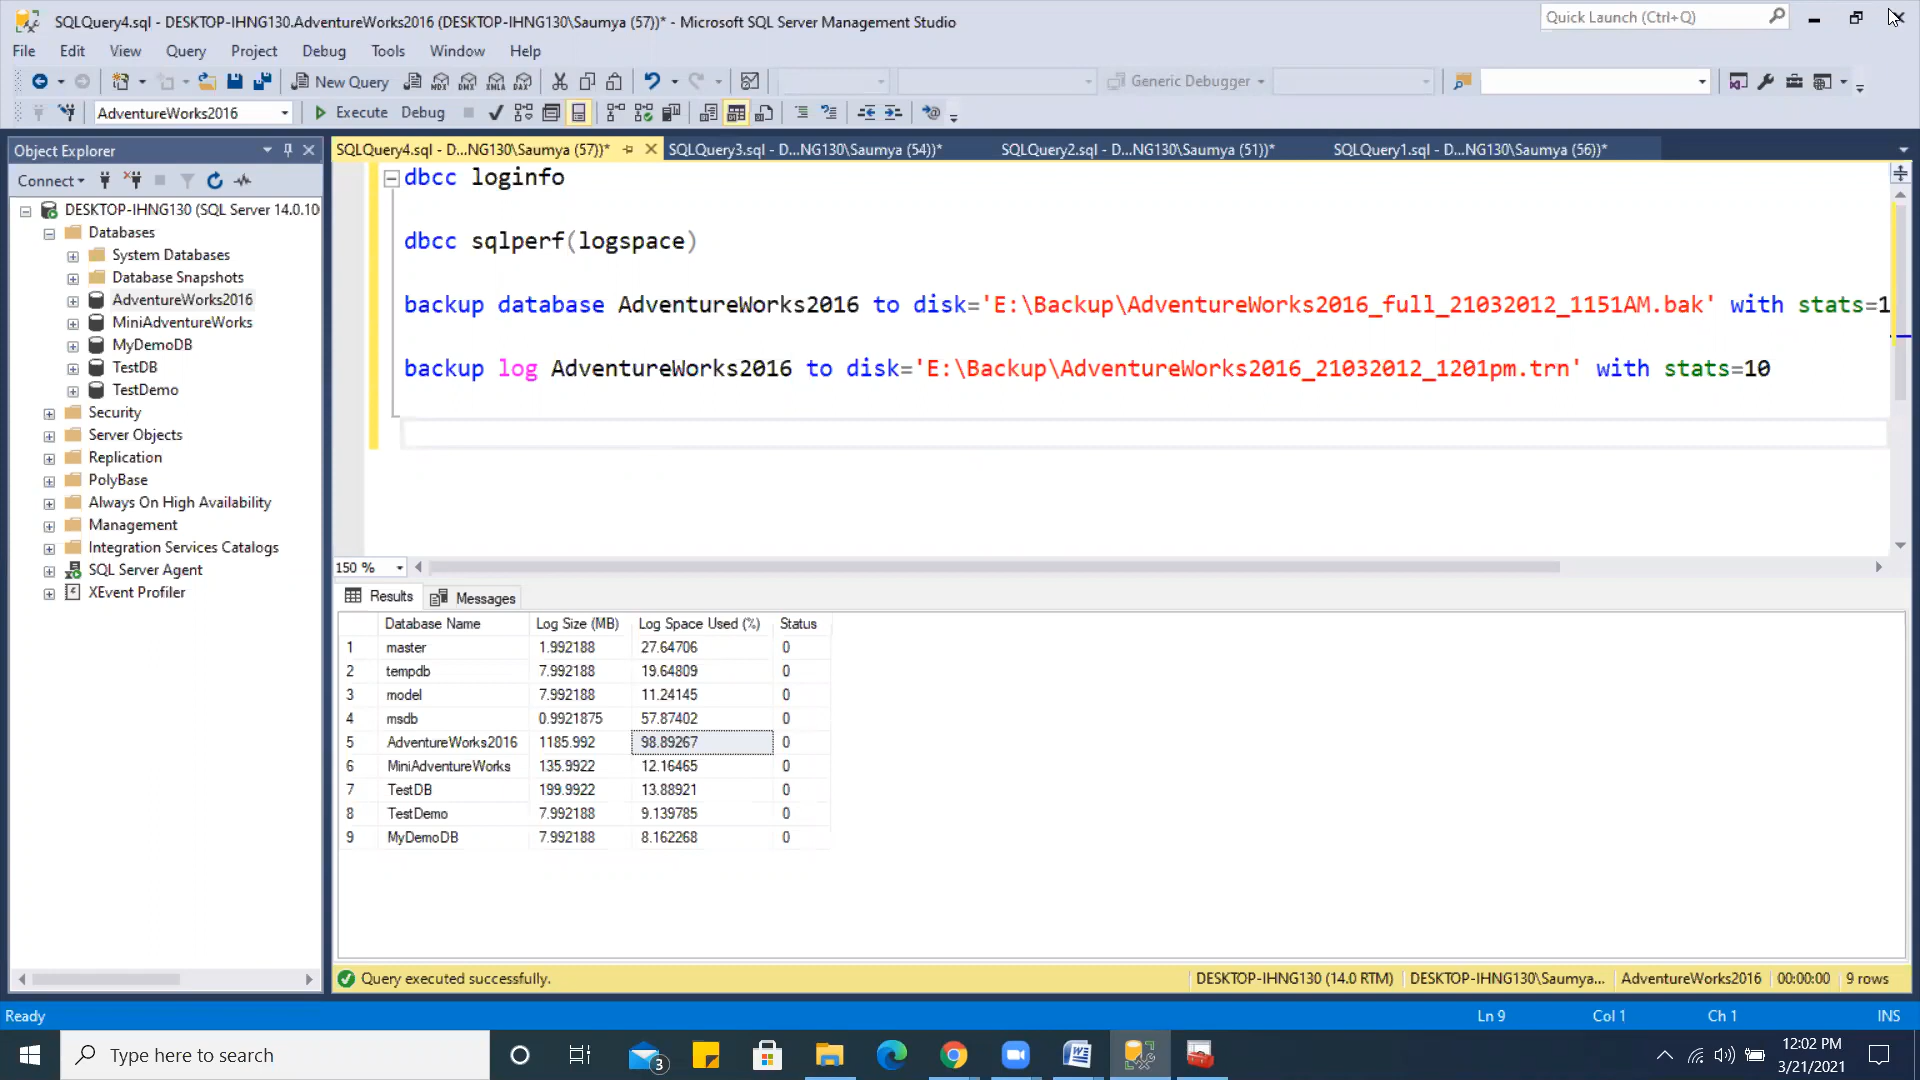 SQLQuery4.sql - DESKTOP-IHNG130.AdventureWorks2016 (DESKTOP-IHNG130\Saumya (57))* - Microsoft SQL Server Management Studio
Quick Launch (Ctrl+Q)
File Edit View Query Project Debug Tools Window Help
New Query MDX DMX XMLA DAX Generic Debugger
AdventureWorks2016 Execute Debug
Object Explorer
SQLQuery4.sql - D...NG130\Saumya (57))* SQLQuery3.sql - D...NG130\Saumya (54))* SQLQuery2.sql - D...NG130\Saumya (51))* SQLQuery1.sql - D...NG130\Saumya (56))*
Connect
DESKTOP-IHNG130 (SQL Server 14.0.10
Databases
System Databases
Database Snapshots
AdventureWorks2016
MiniAdventureWorks
MyDemoDB
TestDB
TestDemo
Security
Server Objects
Replication
PolyBase
Always On High Availability
Management
Integration Services Catalogs
SQL Server Agent
XEvent Profiler
dbcc loginfo
dbcc sqlperf(logspace)
backup database AdventureWorks2016 to disk='E:\Backup\AdventureWorks2016_full_21032012_1151AM.bak' with stats=1
backup log AdventureWorks2016 to disk='E:\Backup\AdventureWorks2016_21032012_1201pm.trn' with stats=10
150 %
Results Messages
Database Name Log Size (MB) Log Space Used (%) Status
1 master 1.992188 27.64706 0
2 tempdb 7.992188 19.64809 0
3 model 7.992188 11.24145 0
4 msdb 0.9921875 57.87402 0
5 AdventureWorks2016 1185.992 98.89267 0
6 MiniAdventureWorks 135.9922 12.16465 0
7 TestDB 199.9922 13.88921 0
8 TestDemo 7.992188 9.139785 0
9 MyDemoDB 7.992188 8.162268 0
Query executed successfully. DESKTOP-IHNG130 (14.0 RTM) DESKTOP-IHNG130\Saumya... AdventureWorks2016 00:00:00 9 rows
Ready Ln 9 Col 1 Ch 1 INS
Type here to search 3 12:02 PM
3/21/2021